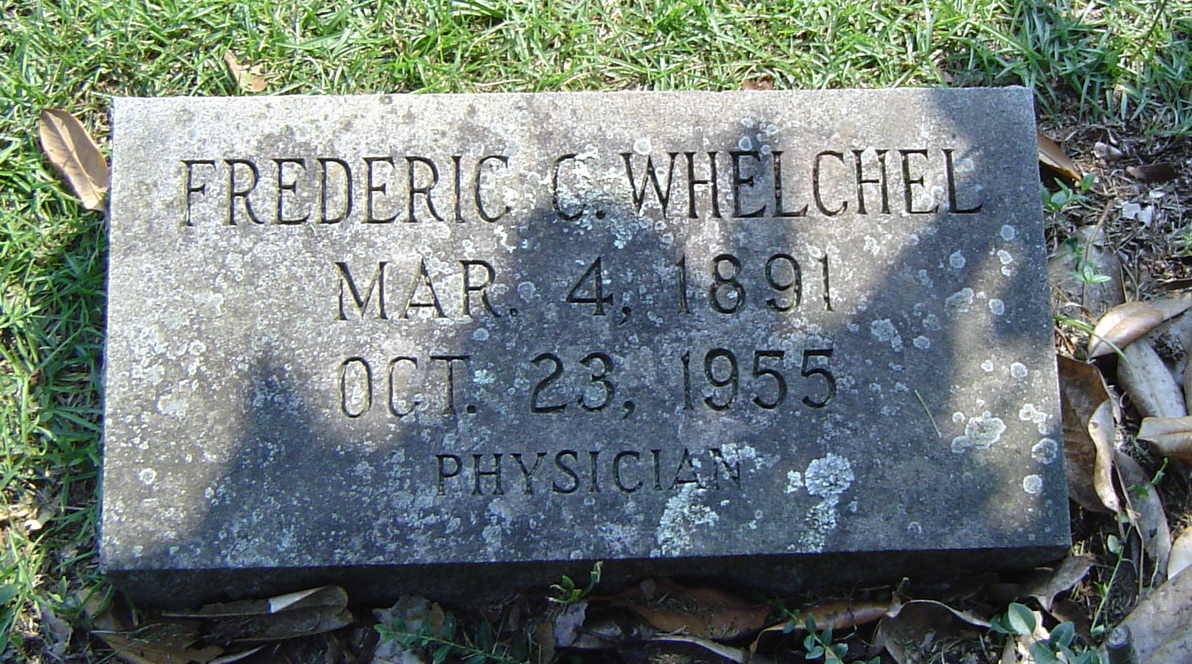 FREDERIC C. WHELCHEL
MAR. 4, 1891
OCT. 23, 1955
PHYSICIAN